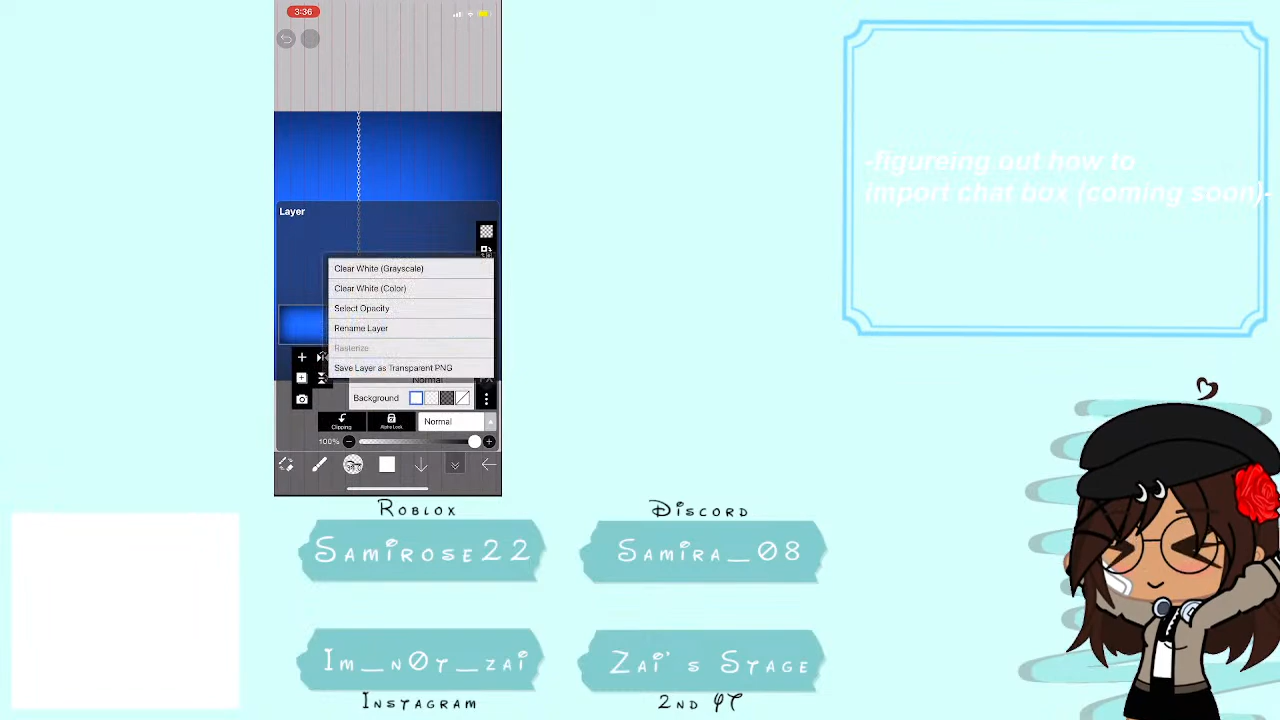 3:36
Layer
Clear White (Grayscale)
Clear White (Color)
Select Opacity
Rename Layer
Rasterize
Save Layer as Transparent PNG
Normal
Background
Clipping
Alpha Lock
Normal
100%
-figureing out how to
import chat box (coming soon)-
Roblox
Samirose22
Discord
Samira_08
Im_n0t_zai
Instagram
Zai's Stage
2nd YT